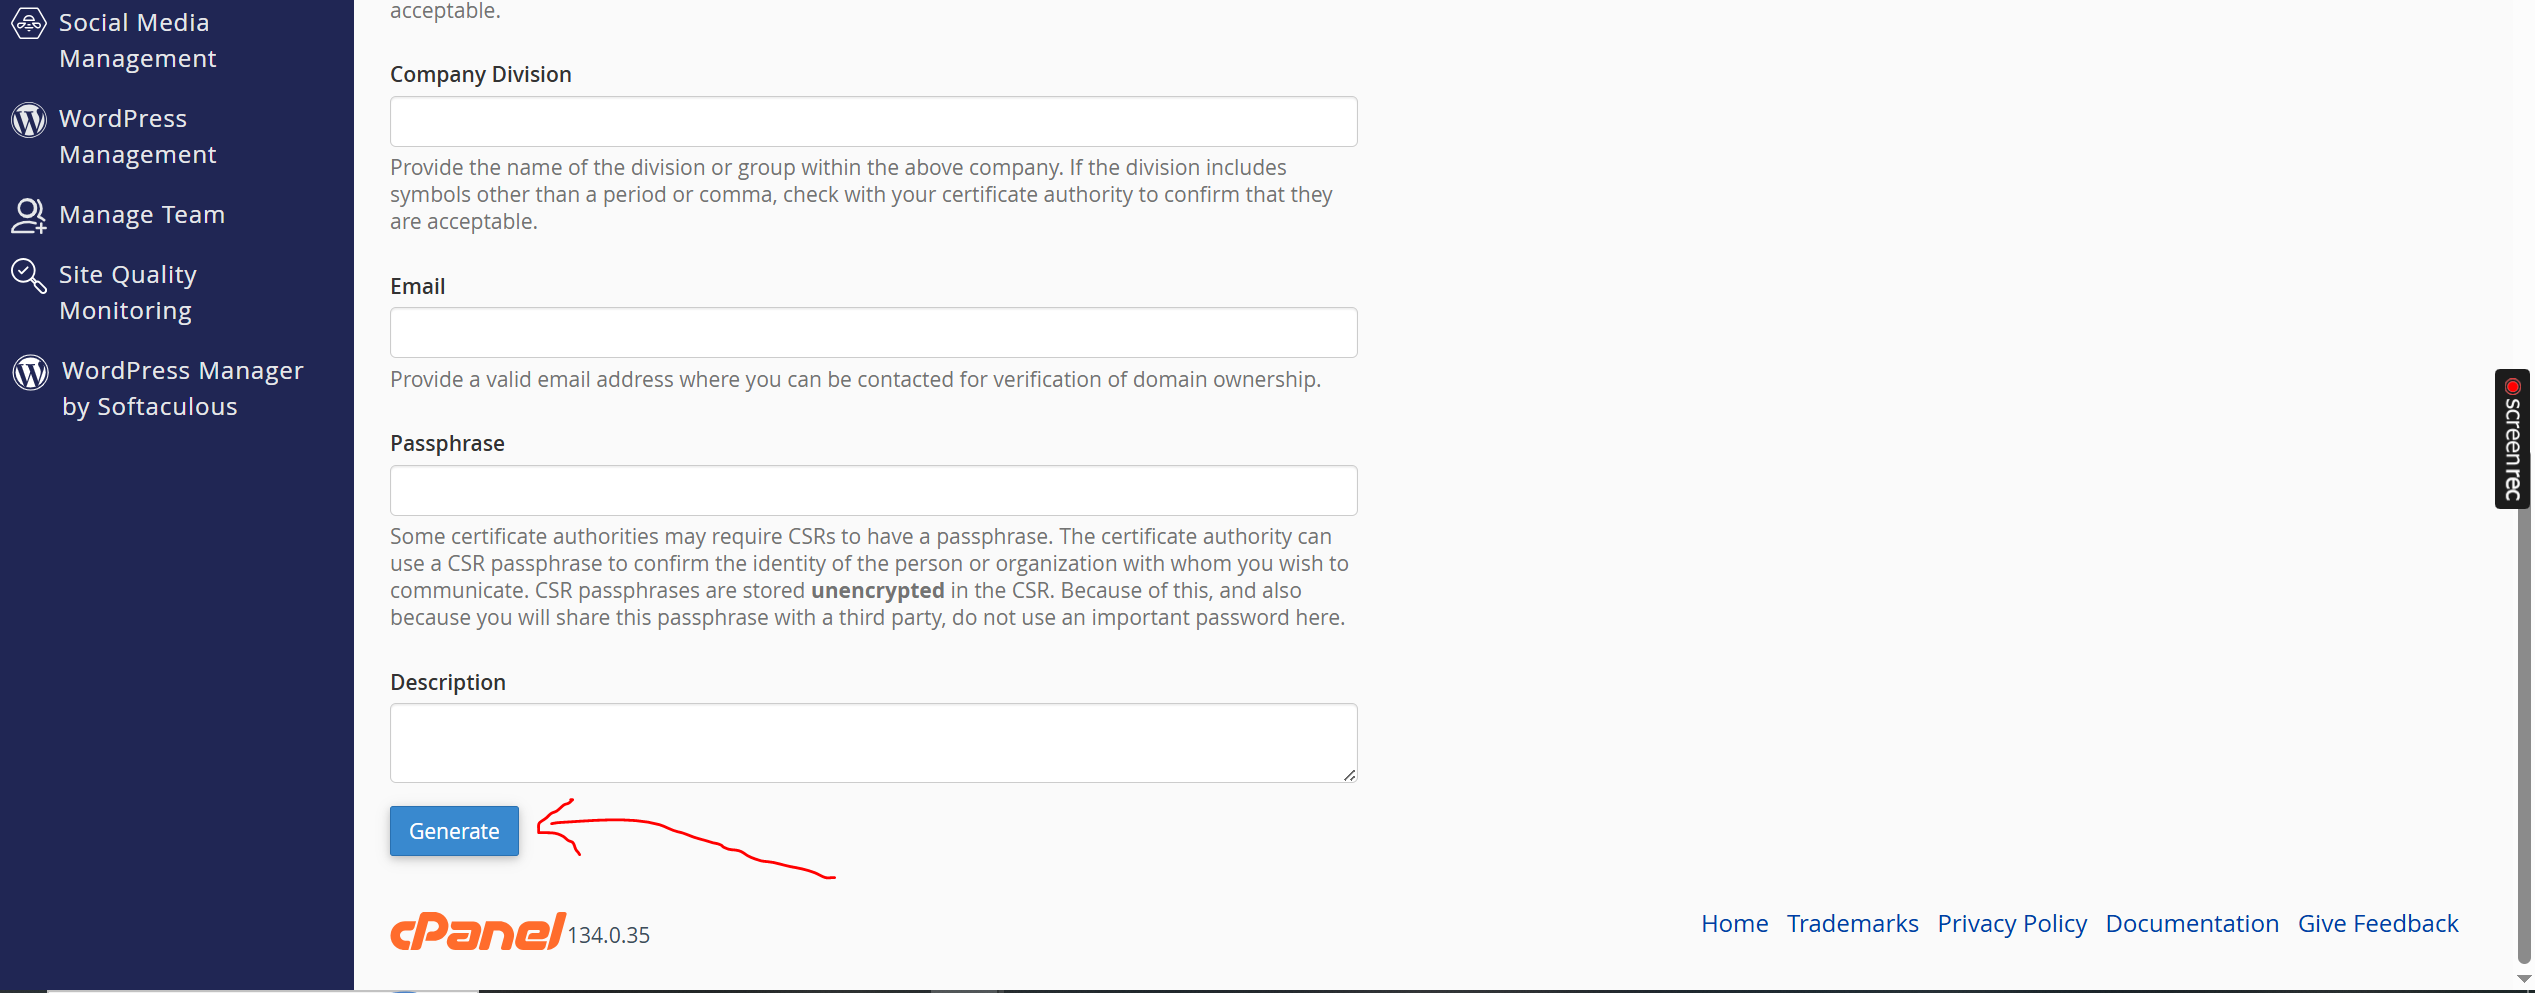 Social Media
Management
WordPress
Management
Manage Team
Site Quality
Monitoring
WordPress Manager
by Softaculous
acceptable.
Company Division
Provide the name of the division or group within the above company. If the division includes
symbols other than a period or comma, check with your certificate authority to confirm that they
are acceptable.
Email
Provide a valid email address where you can be contacted for verification of domain ownership.
Passphrase
Some certificate authorities may require CSRs to have a passphrase. The certificate authority can
use a CSR passphrase to confirm the identity of the person or organization with whom you wish to
communicate. CSR passphrases are stored unencrypted in the CSR. Because of this, and also
because you will share this passphrase with a third party, do not use an important password here.
Description
Generate
cPanel 134.0.35
Home Trademarks Privacy Policy Documentation Give Feedback
screenrec